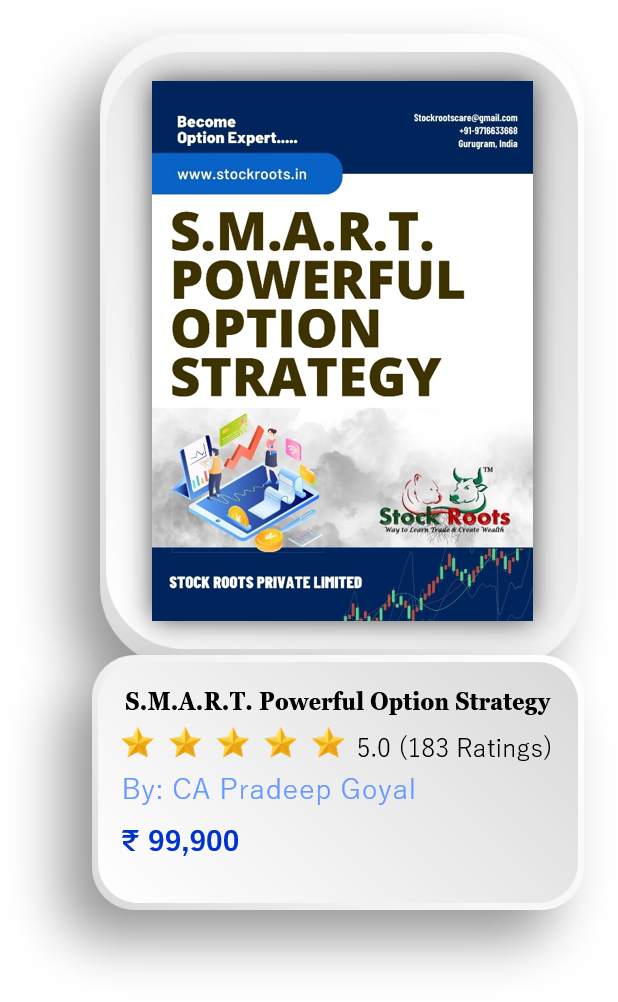 Become
Option Expert.....
Stockrootscare@gmail.com
+91-9716633668
Gurugram, India
www.stockroots.in
S.M.A.R.T.
POWERFUL
OPTION
STRATEGY
TM
Stock Roots
Way to Learn Trade & Create Wealth
STOCK ROOTS PRIVATE LIMITED
S.M.A.R.T. Powerful Option Strategy
5.0 (183 Ratings)
By: CA Pradeep Goyal
₹ 99,900